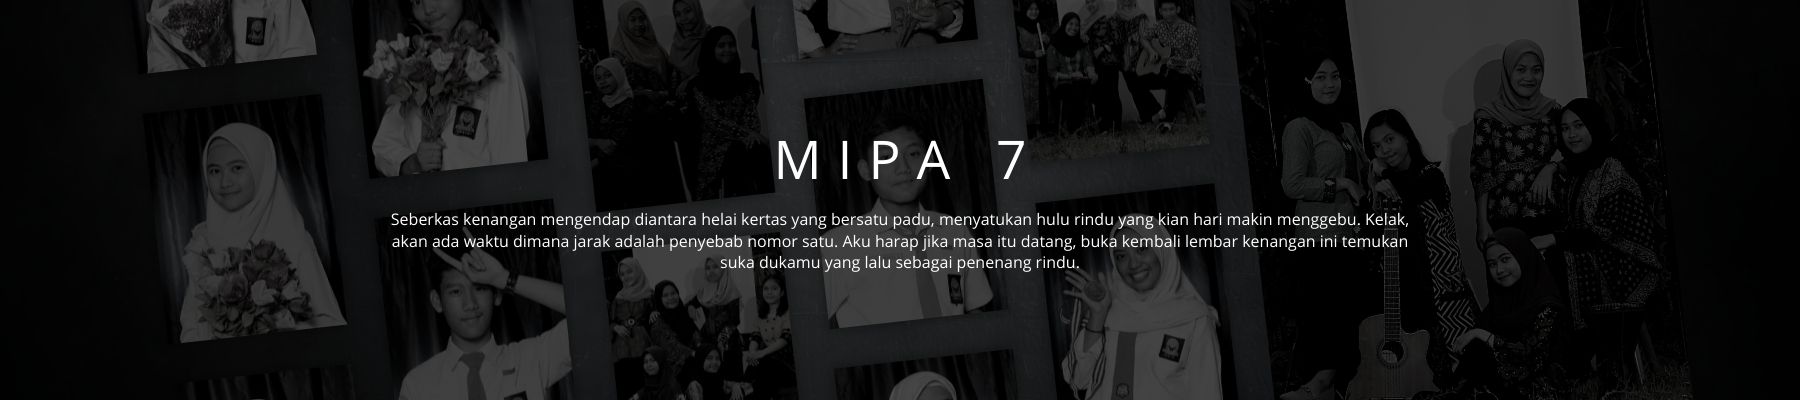 MIPA 7
Seberkas kenangan mengendap diantara helai kertas yang bersatu padu, menyatukan hulu rindu yang kian hari makin menggebu. Kelak,
akan ada waktu dimana jarak adalah penyebab nomor satu. Aku harap jika masa itu datang, buka kembali lembar kenangan ini temukan
suka dukamu yang lalu sebagai penenang rindu.